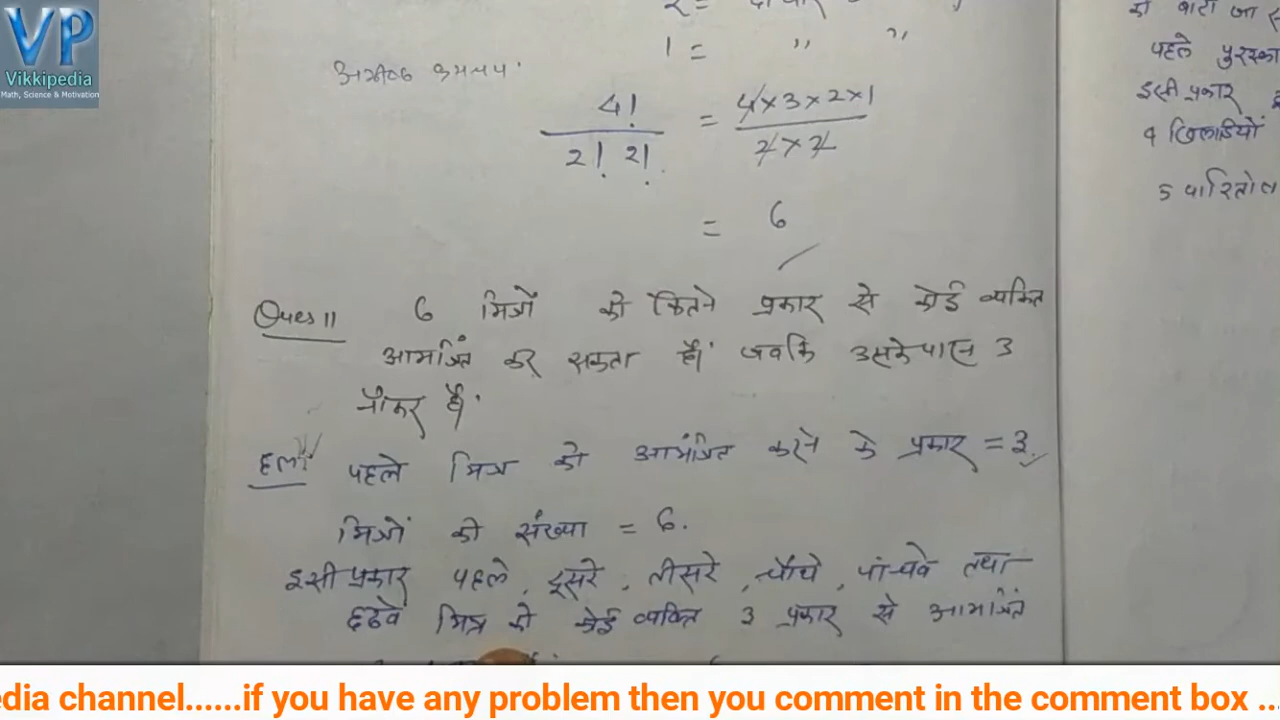 VP
Vikkipedia
Math, Science & Motivation
1 = ,, ,,
अभीष्ट क्रमचय
4! / 2! 2! = 4×3×2×1 / 2×2
= 6
Ques 11 6 मित्रों को कितने प्रकार से कोई व्यक्ति
आमंत्रित कर सकता है। जबकि उसके पास 3
नौकर हैं।
हल पहले मित्र को आमंत्रित करने के प्रकार = 3.
मित्रों की संख्या = 6.
इसी प्रकार पहले, दूसरे, तीसरे, चौथे, पांचवे तथा
छठवे मित्र को कोई व्यक्ति 3 प्रकार से आमंत्रित
पहले
इसी प्रकार
9 खिलाडियों
5
edia channel......if you have any problem then you comment in the comment box ...